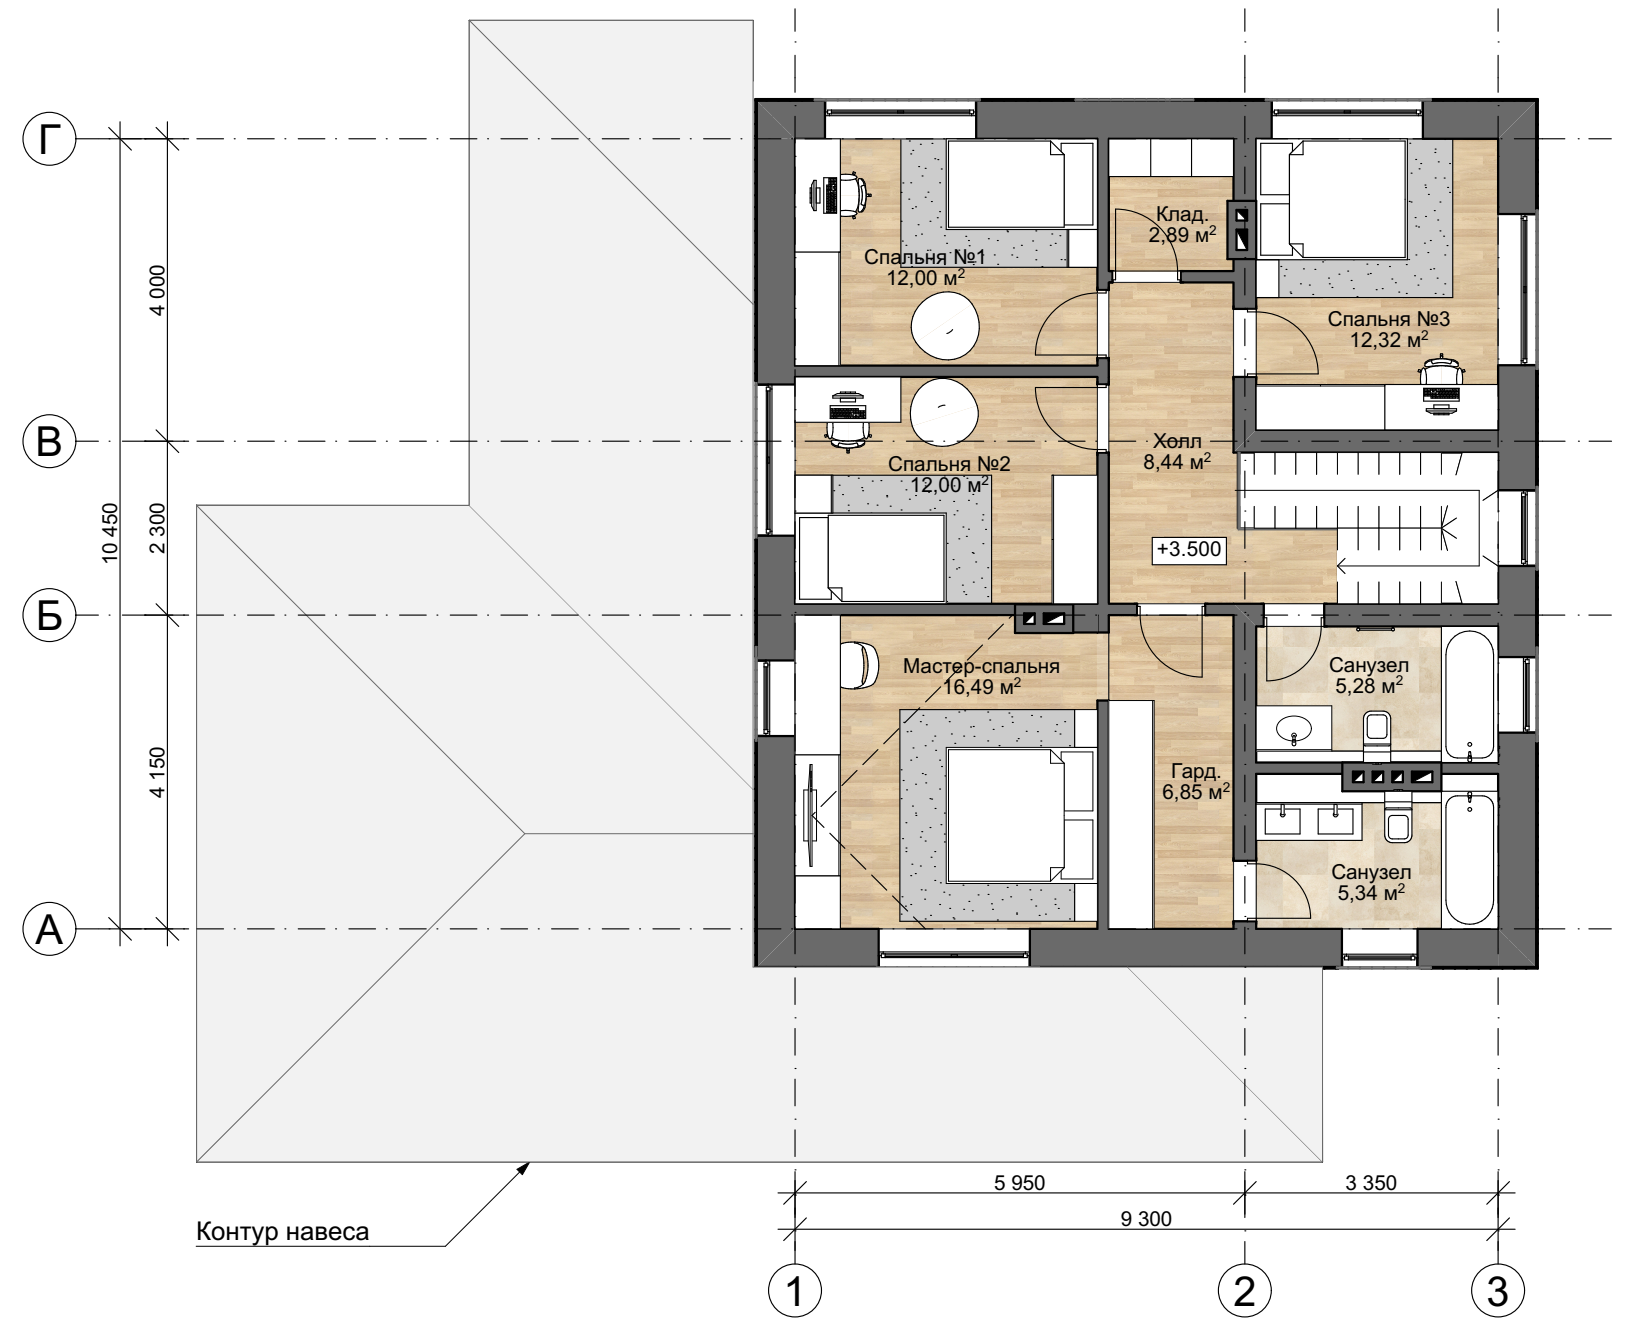 Г
В
Б
А
4 000
2 300
4 150
10 450
Спальня №1
12,00 м²
Клад.
2,89 м²
Спальня №3
12,32 м²
Спальня №2
12,00 м²
Холл
8,44 м²
+3.500
Мастер-спальня
16,49 м²
Санузел
5,28 м²
Гард.
6,85 м²
Санузел
5,34 м²
Контур навеса
5 950
3 350
9 300
1
2
3